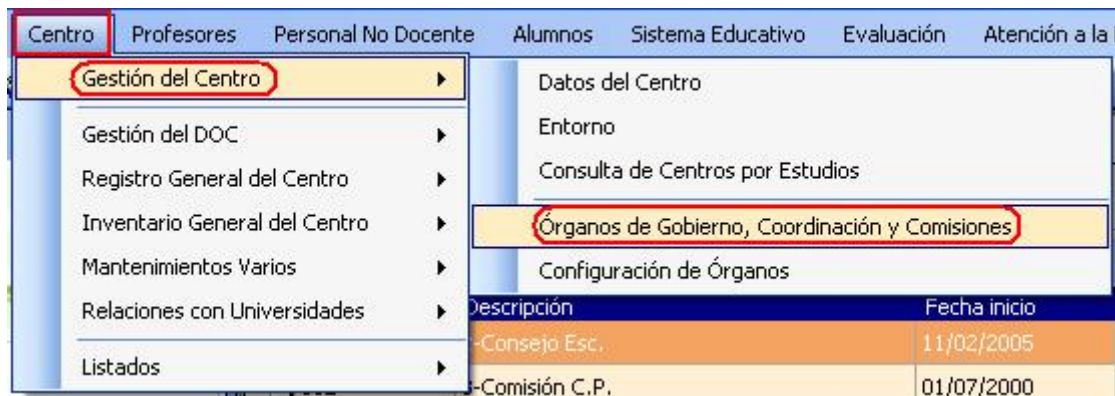 Centro Profesores Personal No Docente Alumnos Sistema Educativo Evaluación Atención a la
Gestión del Centro
Gestión del DOC
Registro General del Centro
Inventario General del Centro
Mantenimientos Varios
Relaciones con Universidades
Listados
Datos del Centro
Entorno
Consulta de Centros por Estudios
Órganos de Gobierno, Coordinación y Comisiones
Configuración de Órganos
Descripción Fecha inicio
-Consejo Esc. 11/02/2005
-Comisión C.P. 01/07/2000